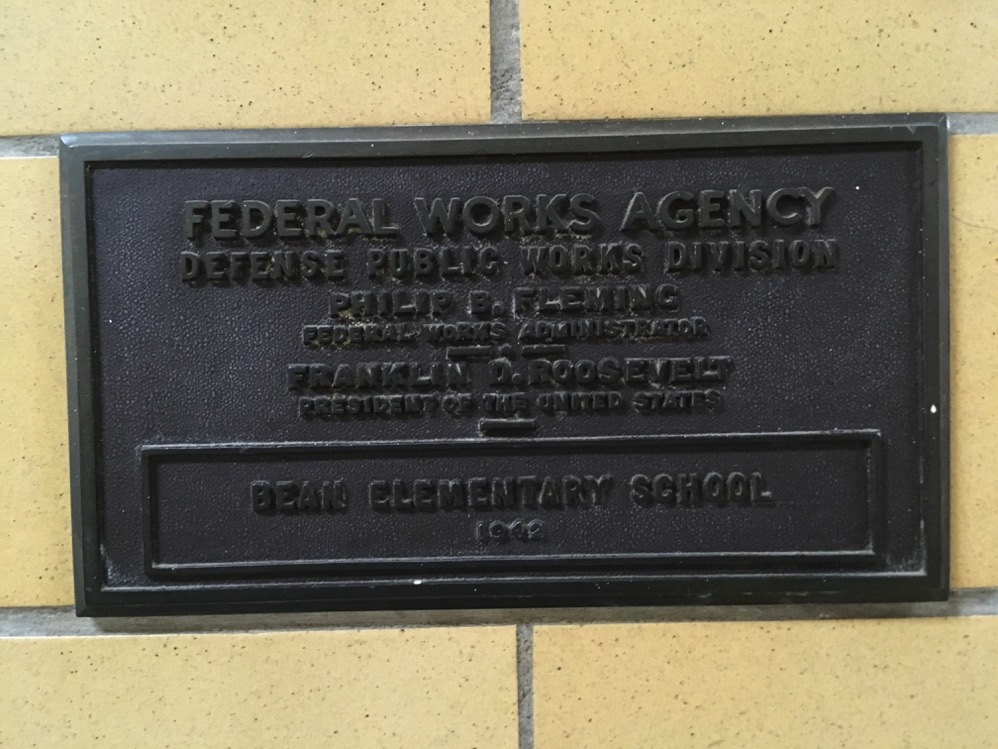 FEDERAL WORKS AGENCY
DEFENSE PUBLIC WORKS DIVISION
PHILIP B. FLEMING
FEDERAL WORKS ADMINISTRATOR
FRANKLIN D. ROOSEVELT
PRESIDENT OF THE UNITED STATES
BEAN ELEMENTARY SCHOOL
1942